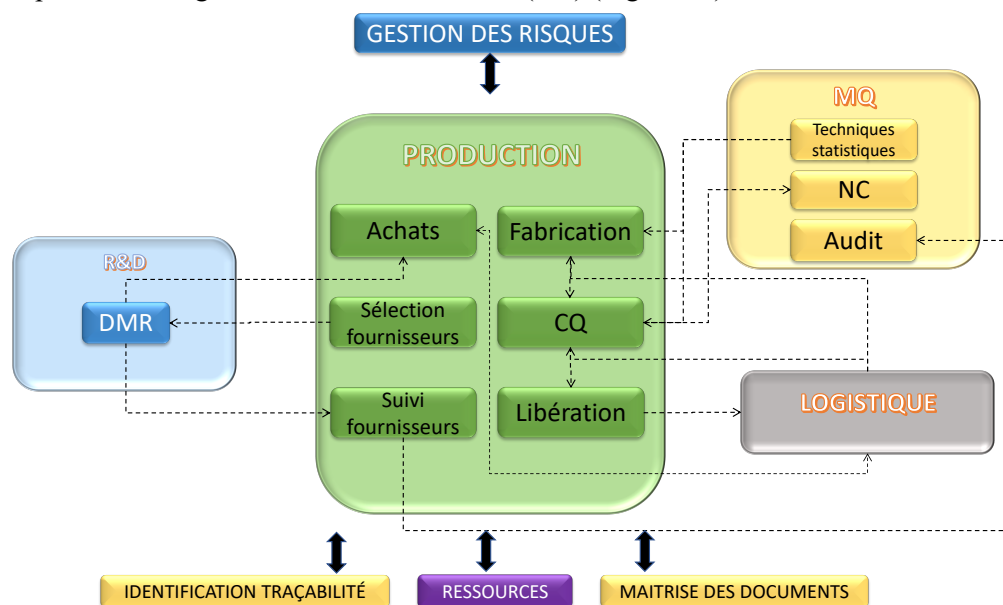 GESTION DES RISQUES
MQ
Techniques
statistiques
NC
Audit
PRODUCTION
Achats
Fabrication
R&D
DMR
Sélection
fournisseurs
CQ
Suivi
fournisseurs
Libération
LOGISTIQUE
IDENTIFICATION TRAÇABILITÉ
RESSOURCES
MAITRISE DES DOCUMENTS